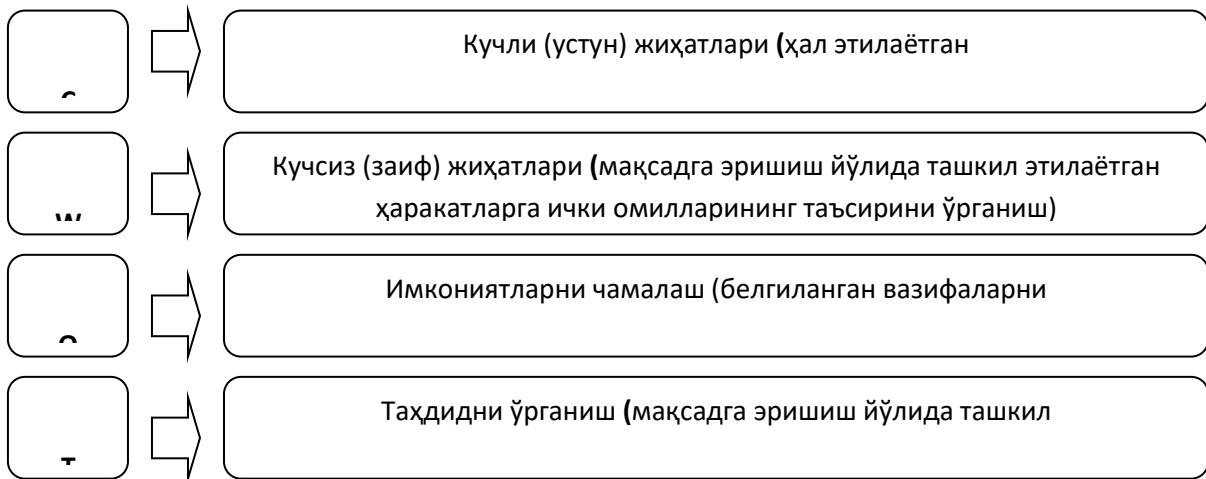 S
Кучли (устун) жиҳатлари (ҳал этилаётган
W
Кучсиз (заиф) жиҳатлари (мақсадга эришиш йўлида ташкил этилаётган
ҳаракатларга ички омилларининг таъсирини ўрганиш)
O
Имкониятларни чамалаш (белгиланган вазифаларни
T
Таҳдидни ўрганиш (мақсадга эришиш йўлида ташкил